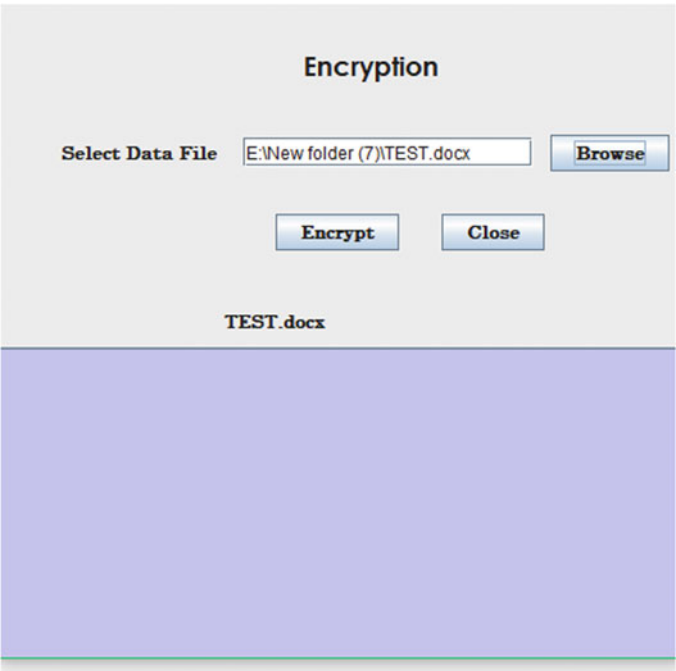 Encryption
Select Data File E:\New folder (7)\TEST.docx Browse
Encrypt Close
TEST.docx